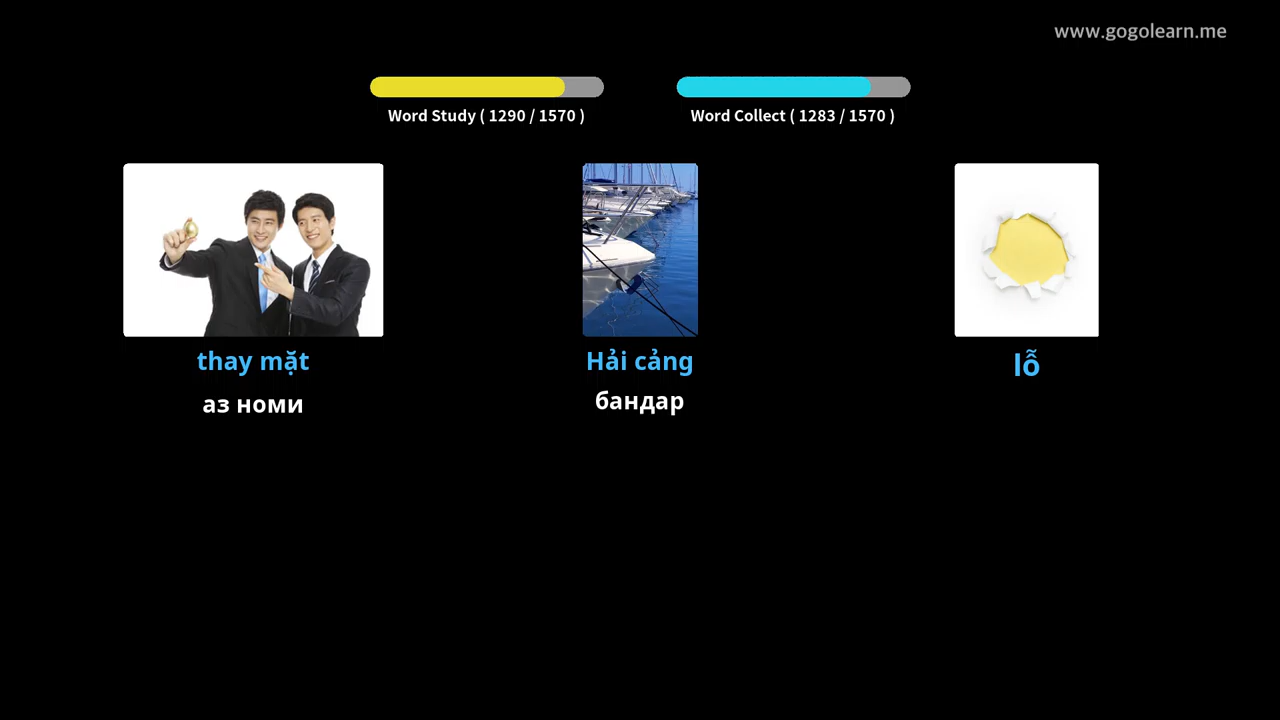 www.gogolearn.me
Word Study ( 1290 / 1570 )
Word Collect ( 1283 / 1570 )
thay mặt
аз номи
Hải cảng
бандар
lỗ